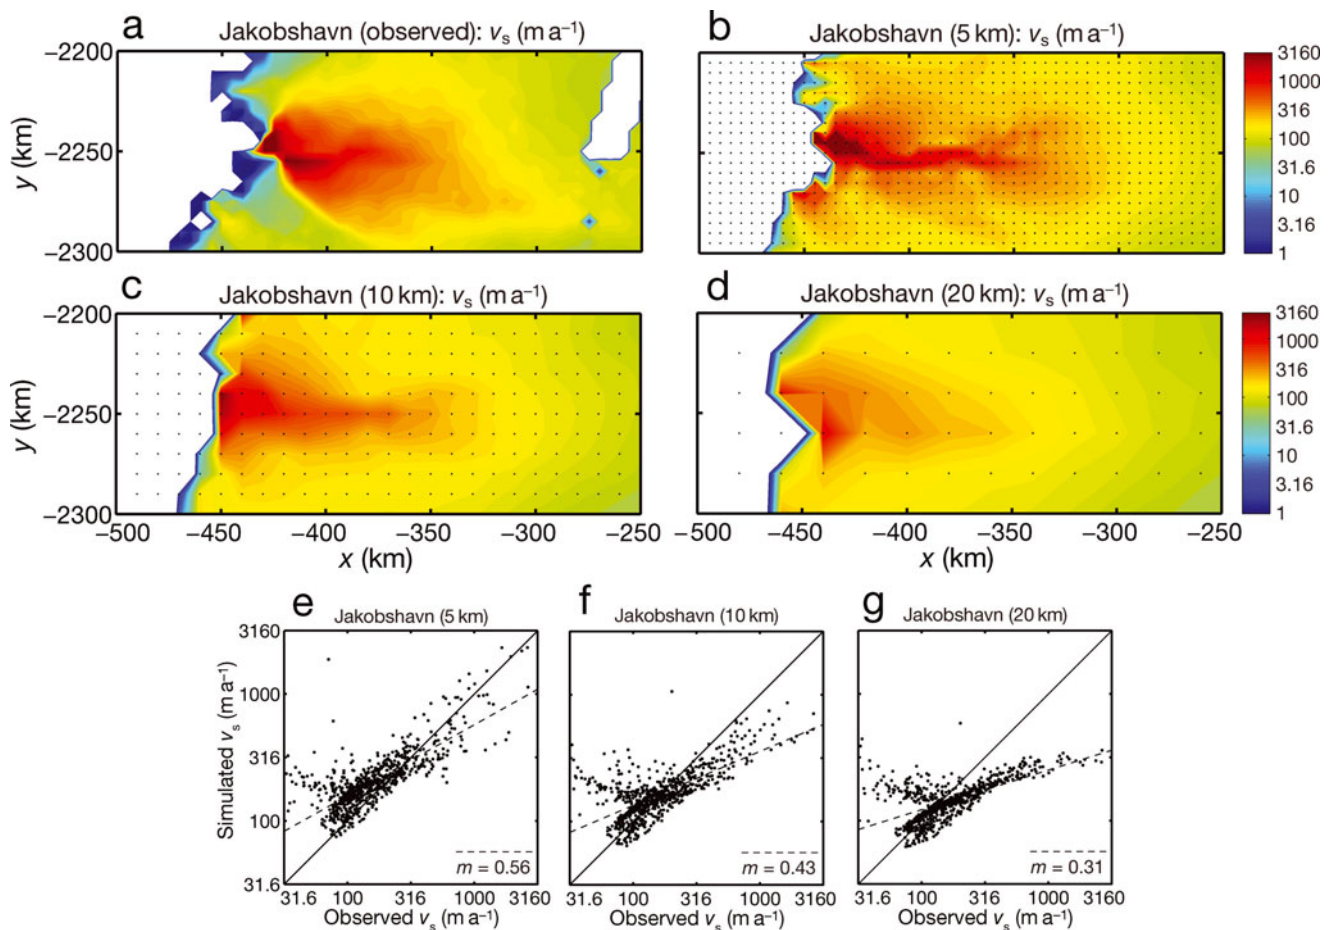 a Jakobshavn (observed): vs (m a−1)
b Jakobshavn (5 km): vs (m a−1)
−2200
−2250
−2300
y (km)
3160
1000
316
100
31.6
10
3.16
1
c Jakobshavn (10 km): vs (m a−1)
d Jakobshavn (20 km): vs (m a−1)
−2200
−2250
−2300
y (km)
−500 −450 −400 −350 −300 −250
x (km)
−500 −450 −400 −350 −300 −250
x (km)
3160
1000
316
100
31.6
10
3.16
1
e Jakobshavn (5 km)
3160
1000
316
100
31.6
Simulated vs (m a−1)
m = 0.56
31.6 100 316 1000 3160
Observed vs (m a−1)
f Jakobshavn (10 km)
m = 0.43
31.6 100 316 1000 3160
Observed vs (m a−1)
g Jakobshavn (20 km)
m = 0.31
31.6 100 316 1000 3160
Observed vs (m a−1)